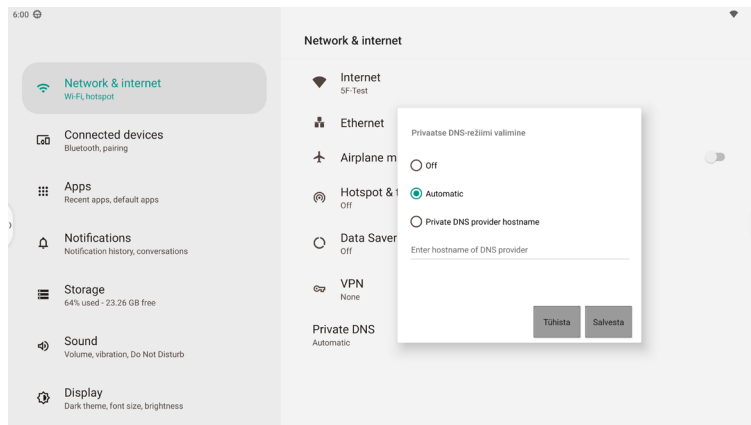 6:00
Network & internet
Network & internet
Wi-Fi, hotspot
Connected devices
Bluetooth, pairing
Apps
Recent apps, default apps
Notifications
Notification history, conversations
Storage
64% used - 23.26 GB free
Sound
Volume, vibration, Do Not Disturb
Display
Dark theme, font size, brightness
Internet
5F-Test
Ethernet
Airplane m
Hotspot & t
Off
Data Saver
Off
VPN
None
Private DNS
Automatic
Privaatse DNS-režiimi valimine
Off
Automatic
Private DNS provider hostname
Enter hostname of DNS provider
Tühista
Salvesta